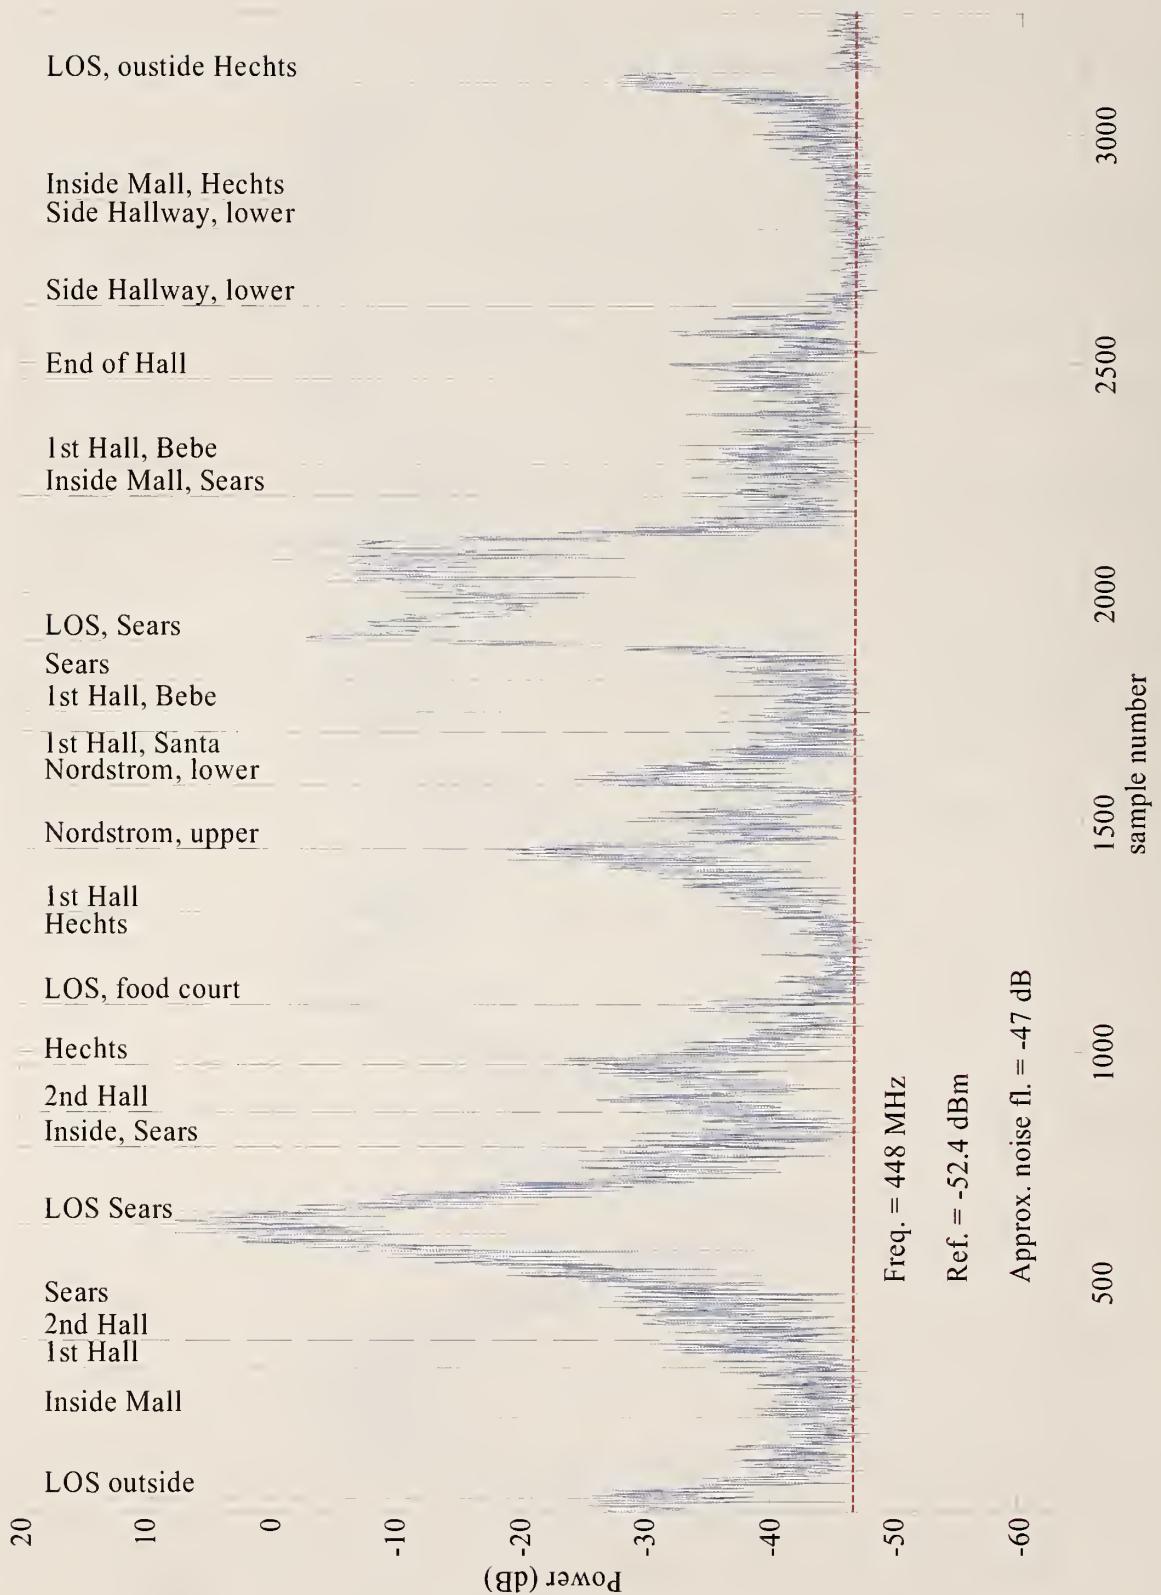 LOS, oustide Hechts
Inside Mall, Hechts
Side Hallway, lower
Side Hallway, lower
End of Hall
1st Hall, Bebe
Inside Mall, Sears
LOS, Sears
Sears
1st Hall, Bebe
1st Hall, Santa
Nordstrom, lower
Nordstrom, upper
1st Hall
Hechts
LOS, food court
Hechts
2nd Hall
Inside, Sears
LOS Sears
Sears
2nd Hall
1st Hall
Inside Mall
LOS outside
20
10
0
-10
-20
-30
-40
-50
-60
Power (dB)
500
1000
1500
2000
2500
3000
sample number
Freq. = 448 MHz
Ref. = -52.4 dBm
Approx. noise fl. = -47 dB